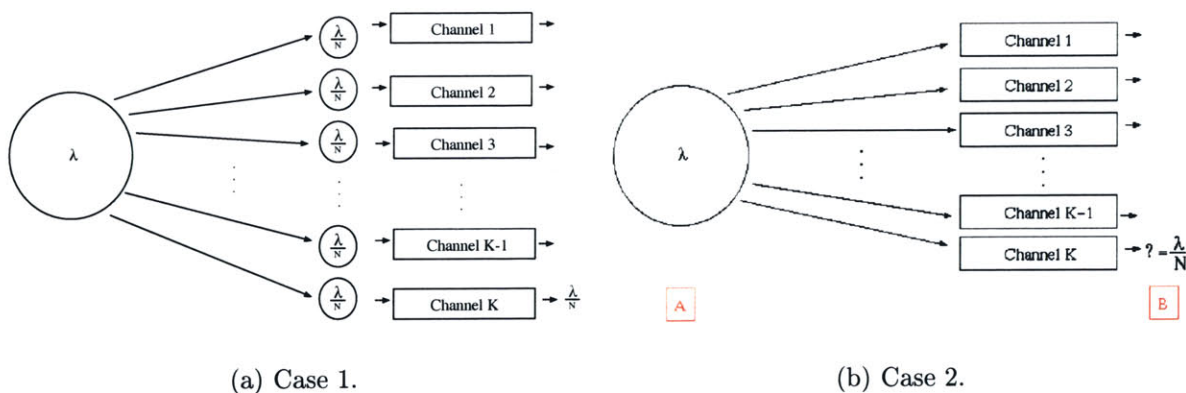 λ
λ/N Channel 1
λ/N Channel 2
λ/N Channel 3
λ/N Channel K-1
λ/N Channel K λ/N
(a) Case 1.
λ
Channel 1
Channel 2
Channel 3
Channel K-1
Channel K ? = λ/N
A
B
(b) Case 2.